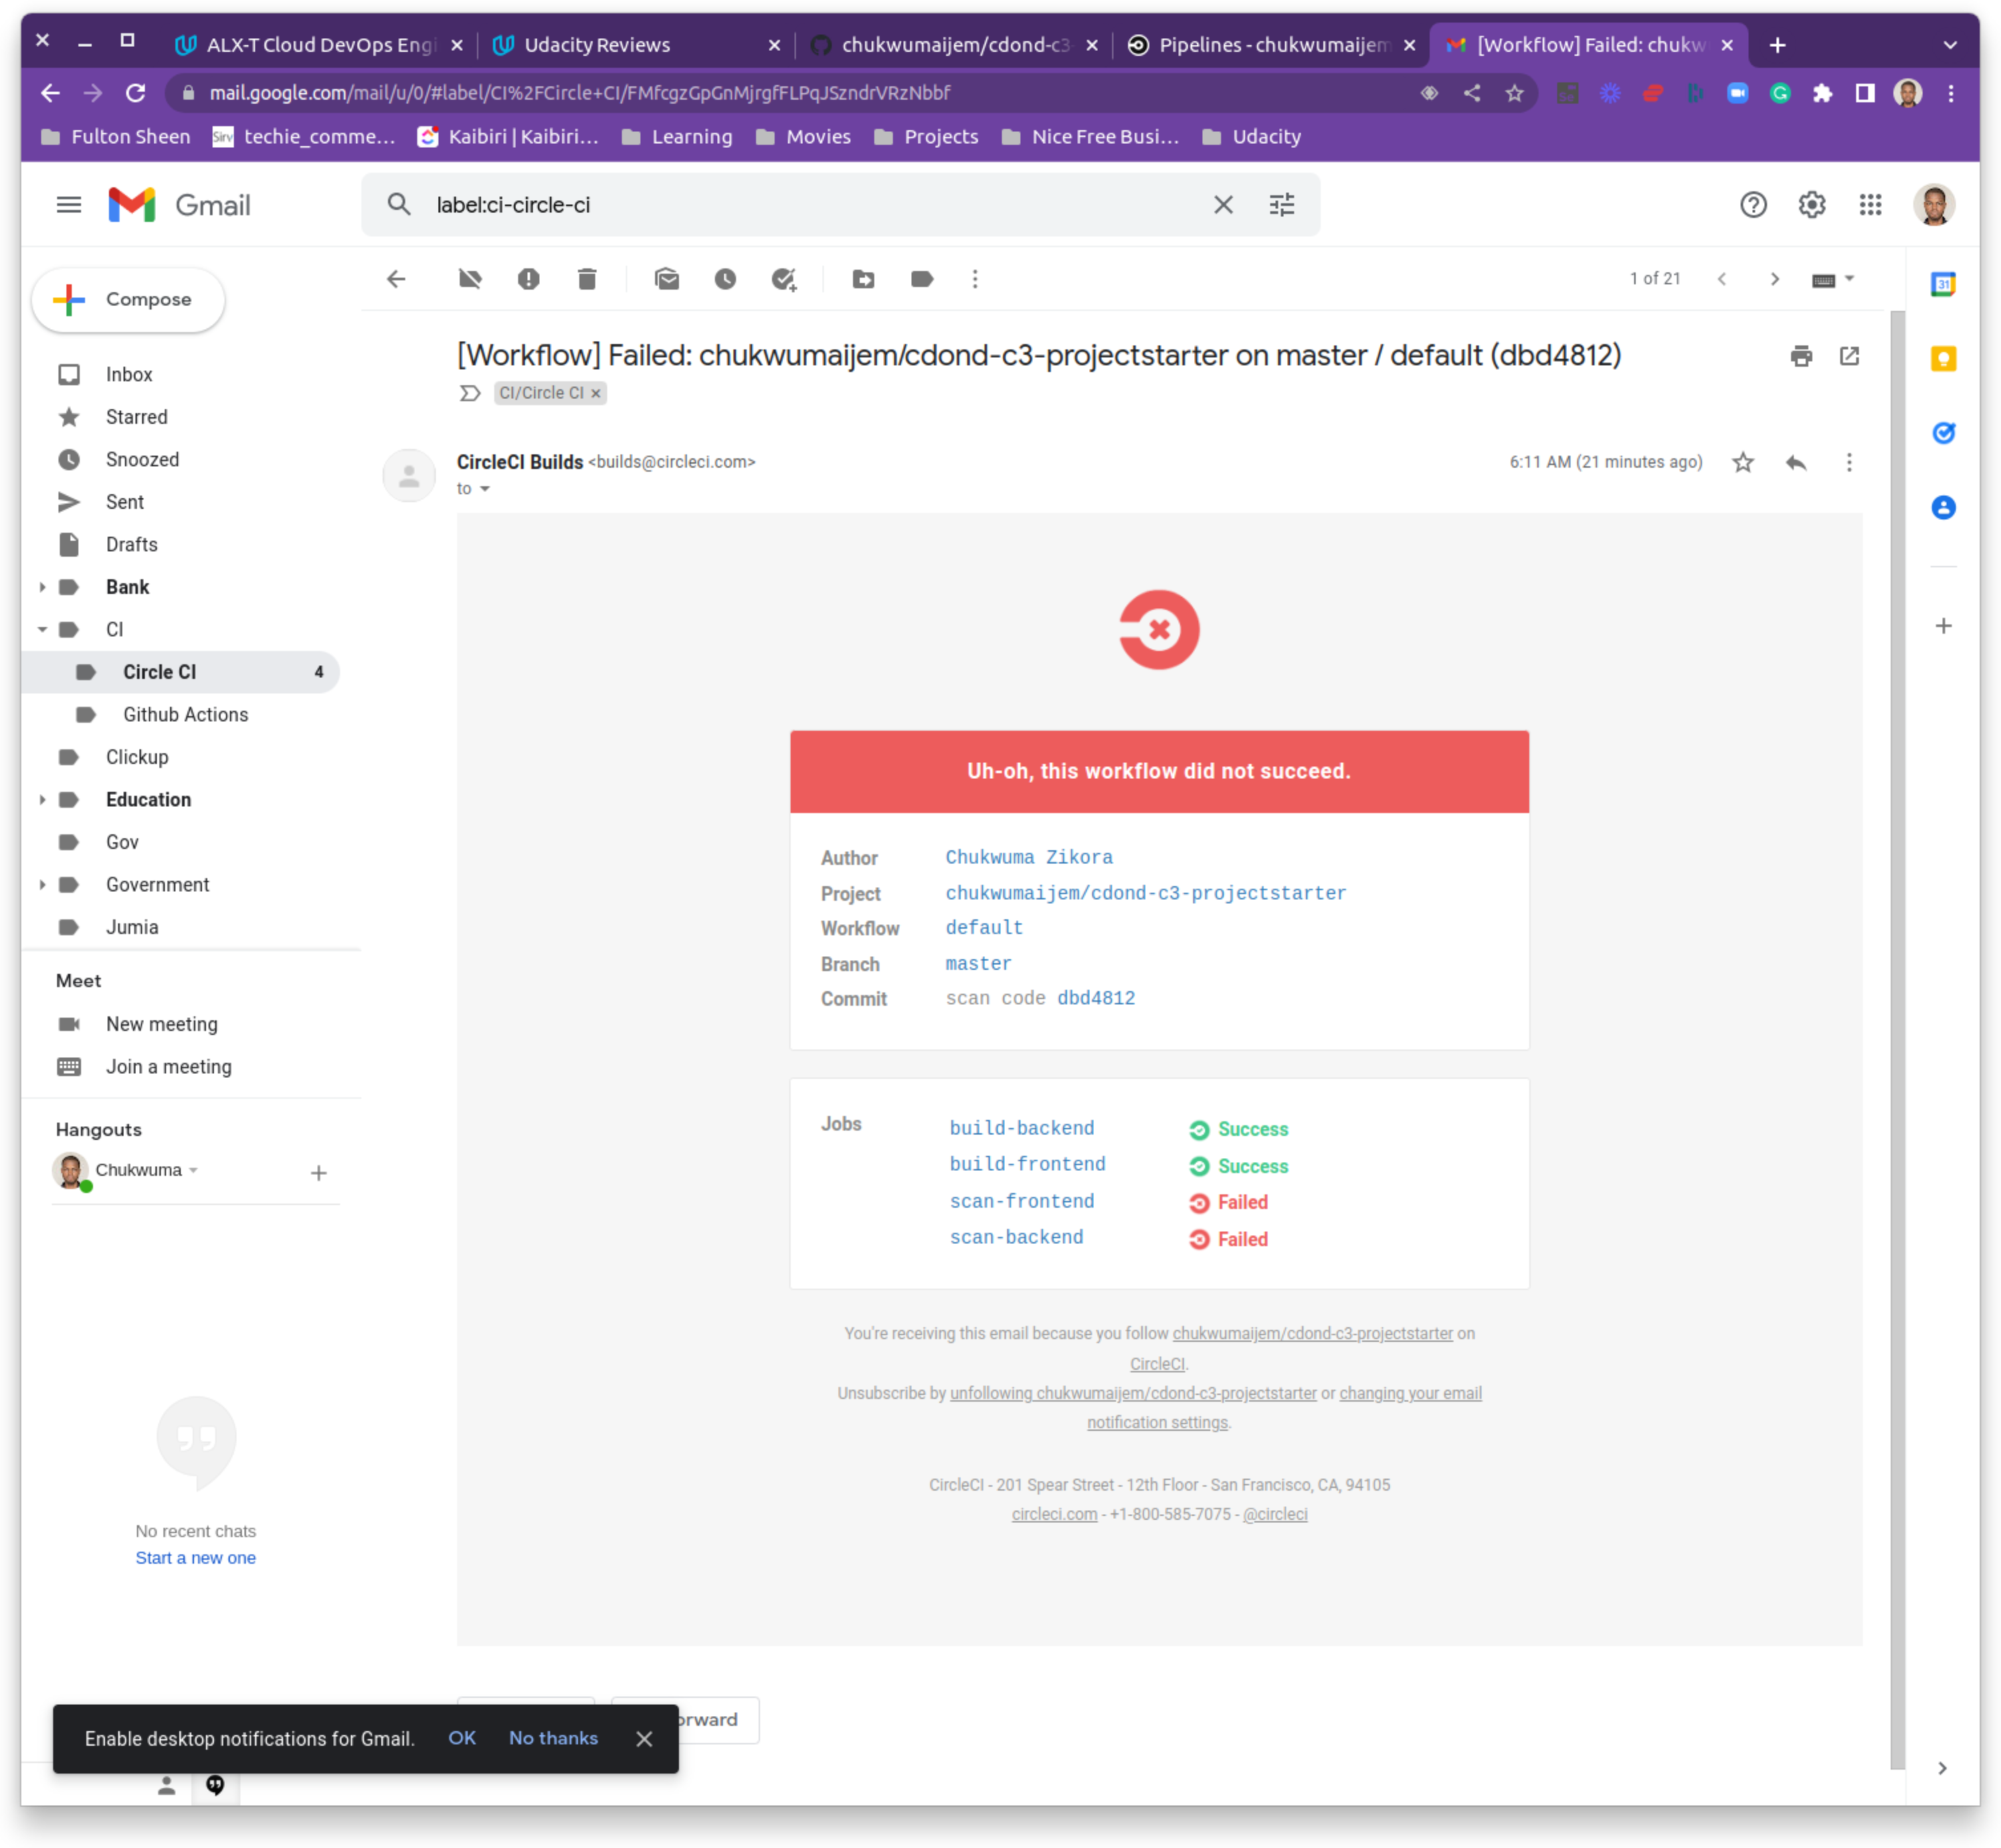 ALX-T Cloud DevOps Engi
Udacity Reviews
chukwumaijem/cdond-c3
Pipelines - chukwumaijem
[Workflow] Failed: chukw
mail.google.com/mail/u/0/#label/CI%2FCircle+CI/FMfcgzGpGnMjrgfFLPqJSzndrVRzNbbf
Fulton Sheen
techie_comme...
Kaibiri | Kaibiri...
Learning
Movies
Projects
Nice Free Busi...
Udacity
Gmail
label:ci-circle-ci
Compose
1 of 21
31
Inbox
Starred
Snoozed
Sent
Drafts
Bank
CI
Circle CI 4
Github Actions
Clickup
Education
Gov
Government
Jumia
Meet
New meeting
Join a meeting
Hangouts
Chukwuma
No recent chats
Start a new one
[Workflow] Failed: chukwumaijem/cdond-c3-projectstarter on master / default (dbd4812)
CI/Circle CI x
CircleCI Builds <builds@circleci.com>
6:11 AM (21 minutes ago)
to
Uh-oh, this workflow did not succeed.
Author Chukwuma Zikora
Project chukwumaijem/cdond-c3-projectstarter
Workflow default
Branch master
Commit scan code dbd4812
Jobs build-backend Success
build-frontend Success
scan-frontend Failed
scan-backend Failed
You're receiving this email because you follow chukwumaijem/cdond-c3-projectstarter on
CircleCI.
Unsubscribe by unfollowing chukwumaijem/cdond-c3-projectstarter or changing your email
notification settings.
CircleCI - 201 Spear Street - 12th Floor - San Francisco, CA, 94105
circleci.com - +1-800-585-7075 - @circleci
orward
Enable desktop notifications for Gmail. OK No thanks